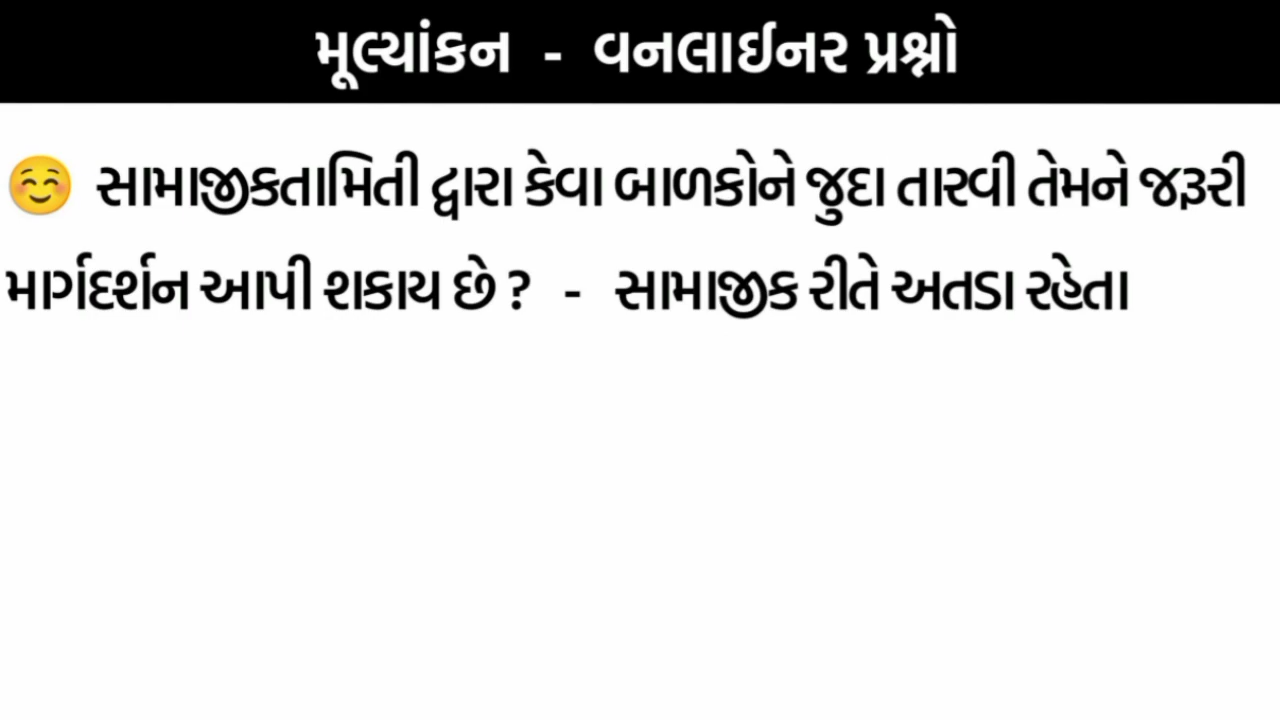 મૂલ્યાંકન - વનલાઈનર પ્રશ્નો
☺️ સામાજીકતામિતી દ્વારા કેવા બાળકોને જુદા તારવી તેમને જરૂરી
માર્ગદર્શન આપી શકાય છે ? - સામાજીક રીતે અતડા રહેતા